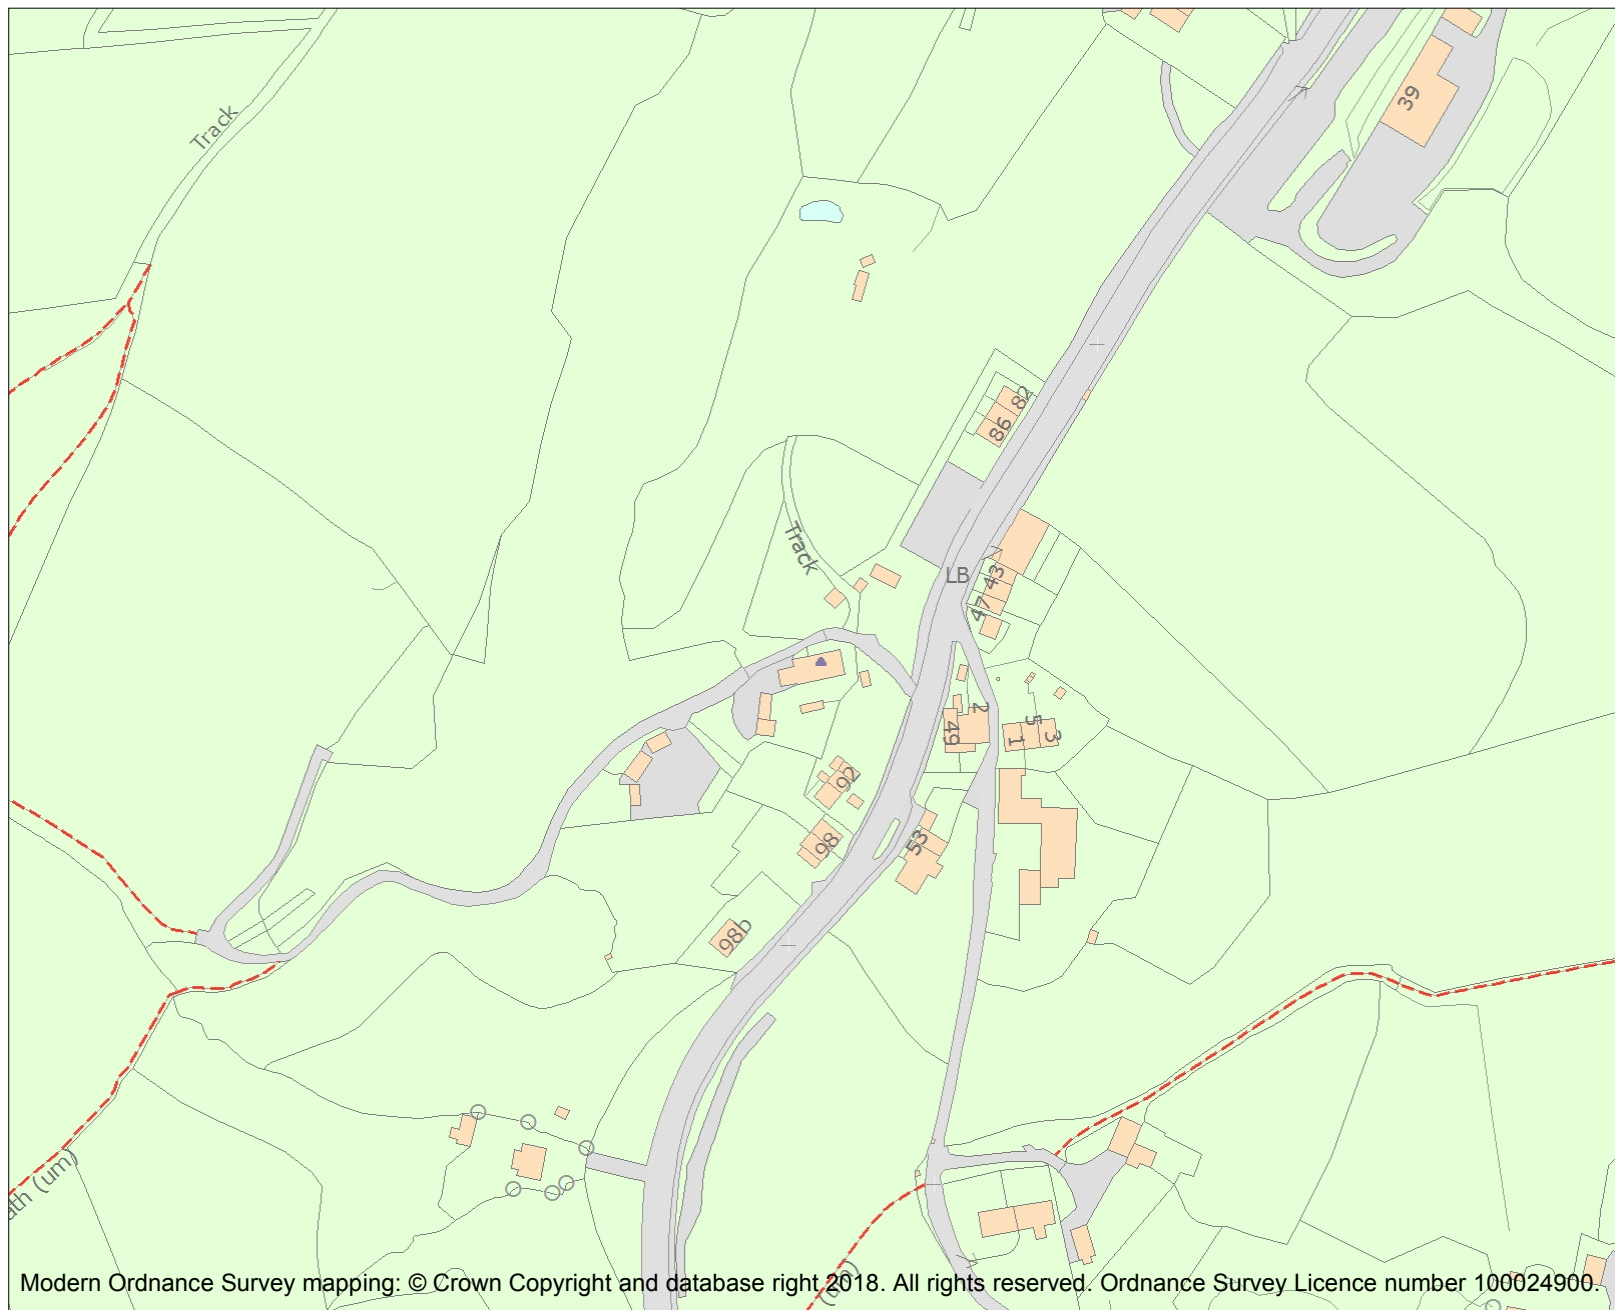 39
Track
82
86
Track
LB
43
47
2
49
5
3
1
92
98
53
98b
ath (um)
(um)
Modern Ordnance Survey mapping: © Crown Copyright and database right 2018. All rights reserved. Ordnance Survey Licence number 100024900.